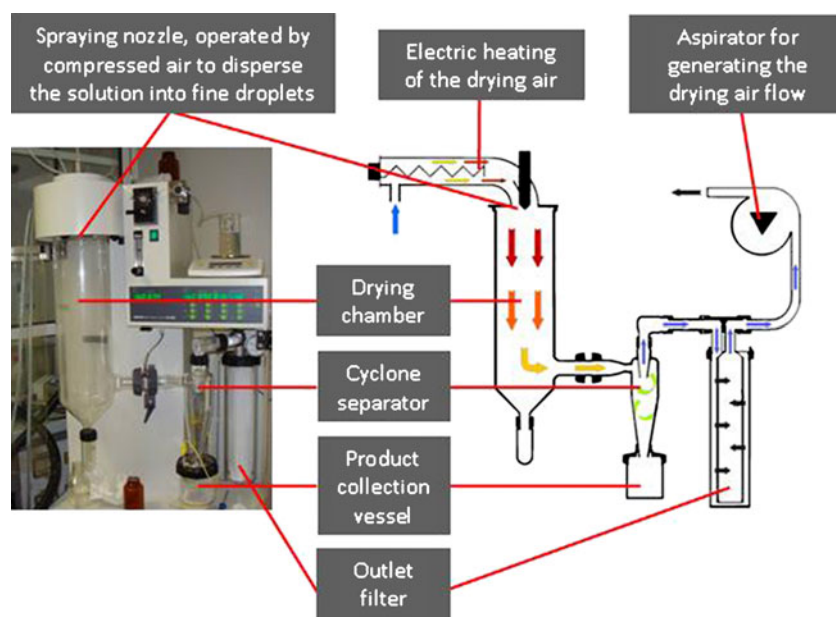 Spraying nozzle, operated by
compressed air to disperse
the solution into fine droplets
Electric heating
of the drying air
Aspirator for
generating the
drying air flow
Drying
chamber
Cyclone
separator
Product
collection
vessel
Outlet
filter